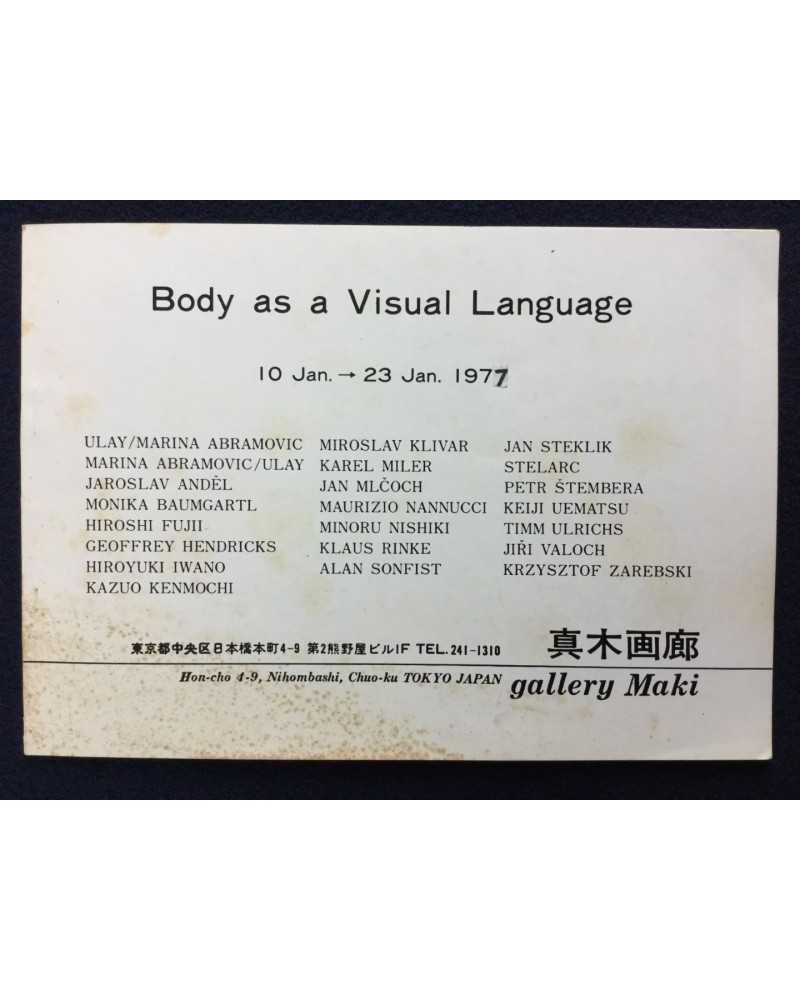 Body as a Visual Language
10 Jan. → 23 Jan. 1977
ULAY/MARINA ABRAMOVIC
MARINA ABRAMOVIC/ULAY
JAROSLAV ANDĚL
MONIKA BAUMGARTL
HIROSHI FUJII
GEOFFREY HENDRICKS
HIROYUKI IWANO
KAZUO KENMOCHI
MIROSLAV KLIVAR
KAREL MILER
JAN MLČOCH
MAURIZIO NANNUCCI
MINORU NISHIKI
KLAUS RINKE
ALAN SONFIST
JAN STEKLIK
STELARC
PETR ŠTEMBERA
KEIJI UEMATSU
TIMM ULRICHS
JIŘI VALOCH
KRZYSZTOF ZAREBSKI
東京都中央区日本橋本町4-9 第2熊野屋ビル1F TEL.241-1310
真木画廊
Hon-cho 4-9, Nihombashi, Chuo-ku TOKYO JAPAN
gallery Maki